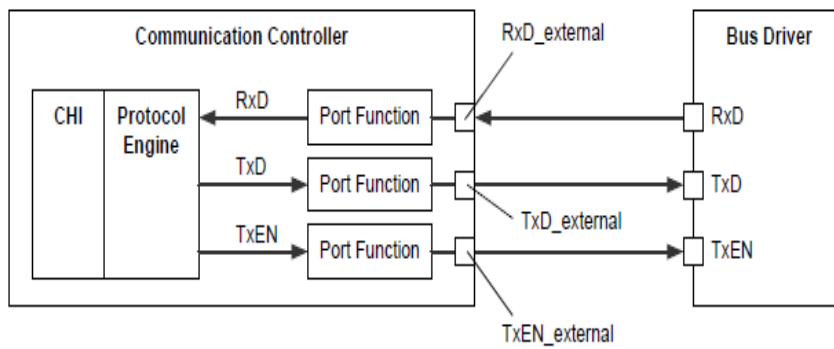 Communication Controller
RxD_external
Bus Driver
CHI
Protocol
Engine
RxD
Port Function
RxD
TxD
Port Function
TxD
TxD_external
TxEN
Port Function
TxEN
TxEN_external